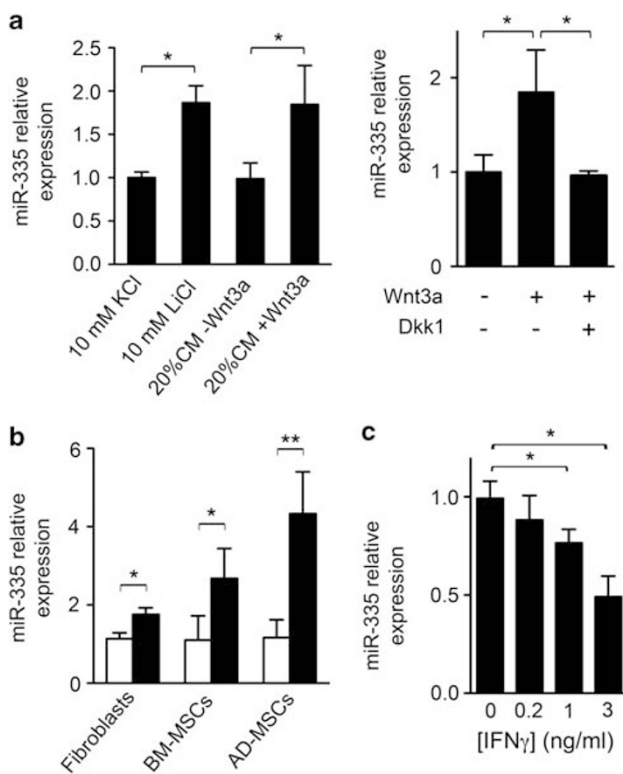 a
miR-335 relative
expression
2.5
2.0
1.5
1.0
0.5
0.0
*
*
10 mM KCl
10 mM LiCl
20%CM -Wnt3a
20%CM +Wnt3a
miR-335 relative
expression
2
1
0
*
*
Wnt3a - + +
Dkk1 - - +
b
miR-335 relative
expression
6
4
2
0
*
*
**
Fibroblasts
BM-MSCs
AD-MSCs
c
miR-335 relative
expression
1.0
0.5
0.0
*
*
0 0.2 1 3
[IFNγ] (ng/ml)